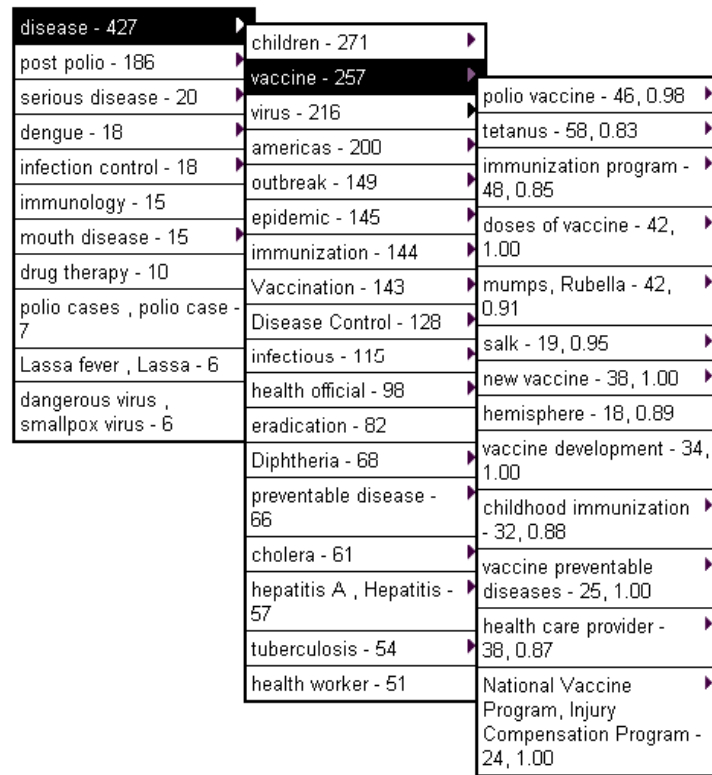 disease - 427
post polio - 186
serious disease - 20
dengue - 18
infection control - 18
immunology - 15
mouth disease - 15
drug therapy - 10
polio cases , polio case -
7
Lassa fever , Lassa - 6
dangerous virus ,
smallpox virus - 6
children - 271
vaccine - 257
virus - 216
americas - 200
outbreak - 149
epidemic - 145
immunization - 144
Vaccination - 143
Disease Control - 128
infectious - 115
health official - 98
eradication - 82
Diphtheria - 68
preventable disease -
66
cholera - 61
hepatitis A , Hepatitis -
57
tuberculosis - 54
health worker - 51
polio vaccine - 46, 0.98
tetanus - 58, 0.83
immunization program -
48, 0.85
doses of vaccine - 42,
1.00
mumps, Rubella - 42,
0.91
salk - 19, 0.95
new vaccine - 38, 1.00
hemisphere - 18, 0.89
vaccine development - 34,
1.00
childhood immunization
- 32, 0.88
vaccine preventable
diseases - 25, 1.00
health care provider -
38, 0.87
National Vaccine
Program, Injury
Compensation Program -
24, 1.00